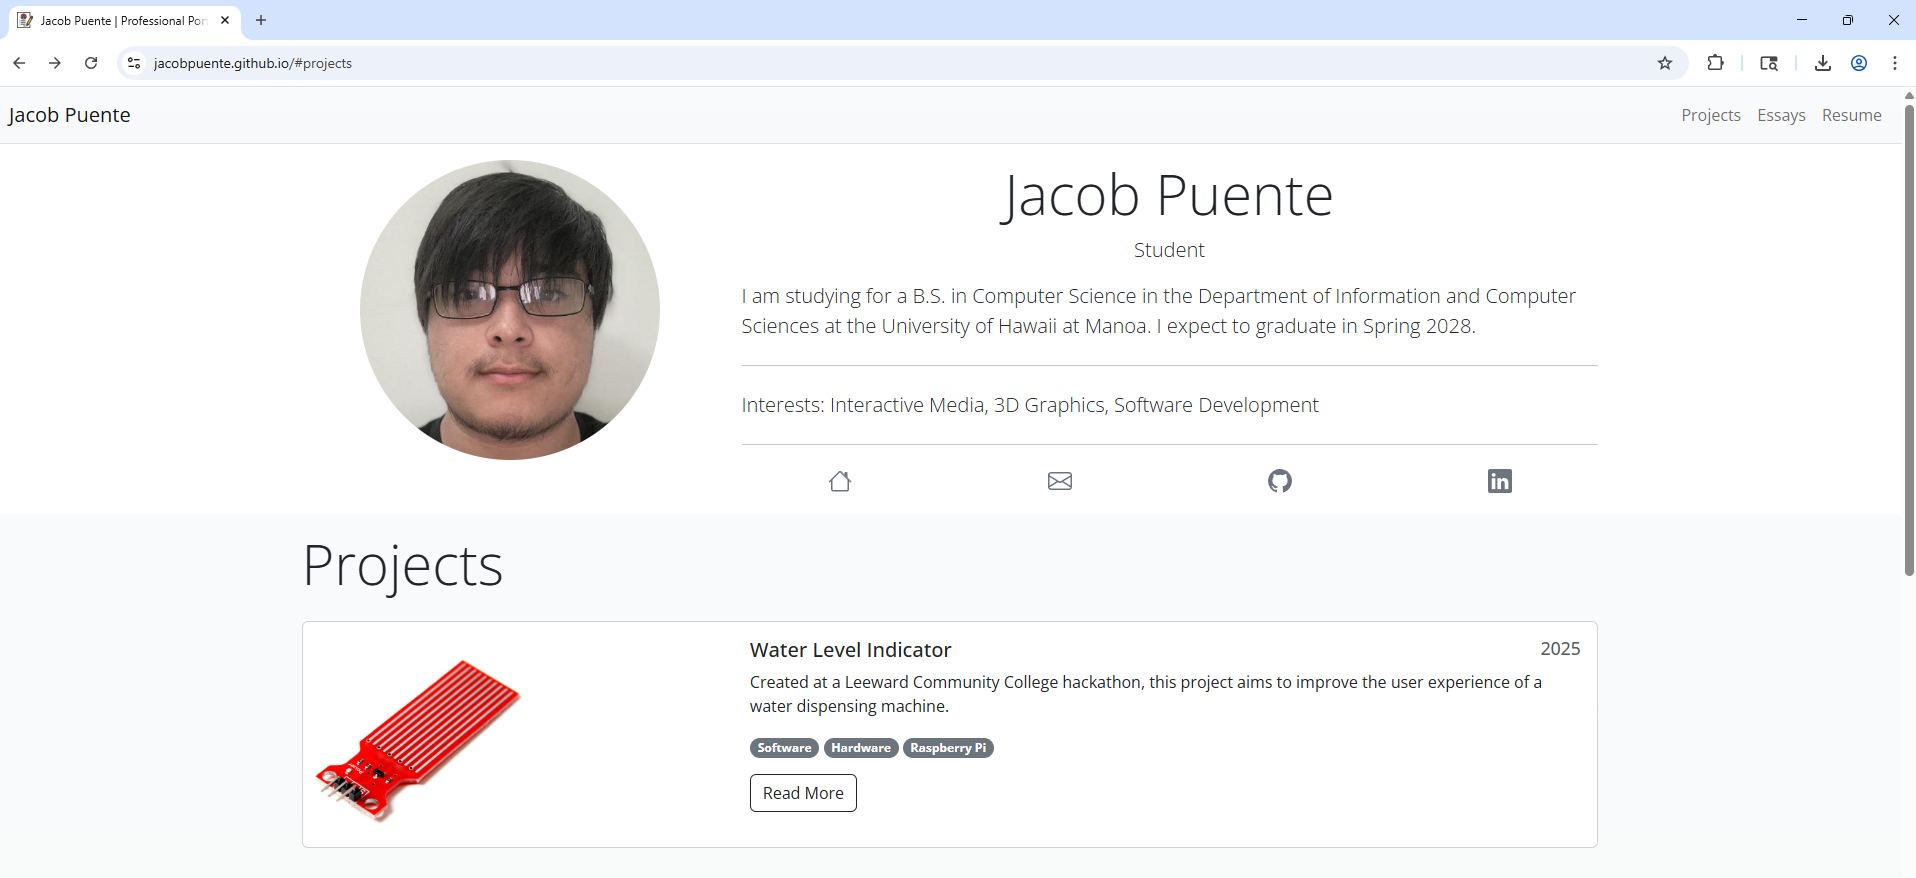 Jacob Puente | Professional Por
jacobpuente.github.io/#projects
Jacob Puente
Projects Essays Resume
Jacob Puente
Student
I am studying for a B.S. in Computer Science in the Department of Information and Computer
Sciences at the University of Hawaii at Manoa. I expect to graduate in Spring 2028.
Interests: Interactive Media, 3D Graphics, Software Development
in
Projects
Water Level Indicator
2025
Created at a Leeward Community College hackathon, this project aims to improve the user experience of a
water dispensing machine.
Software Hardware Raspberry Pi
Read More